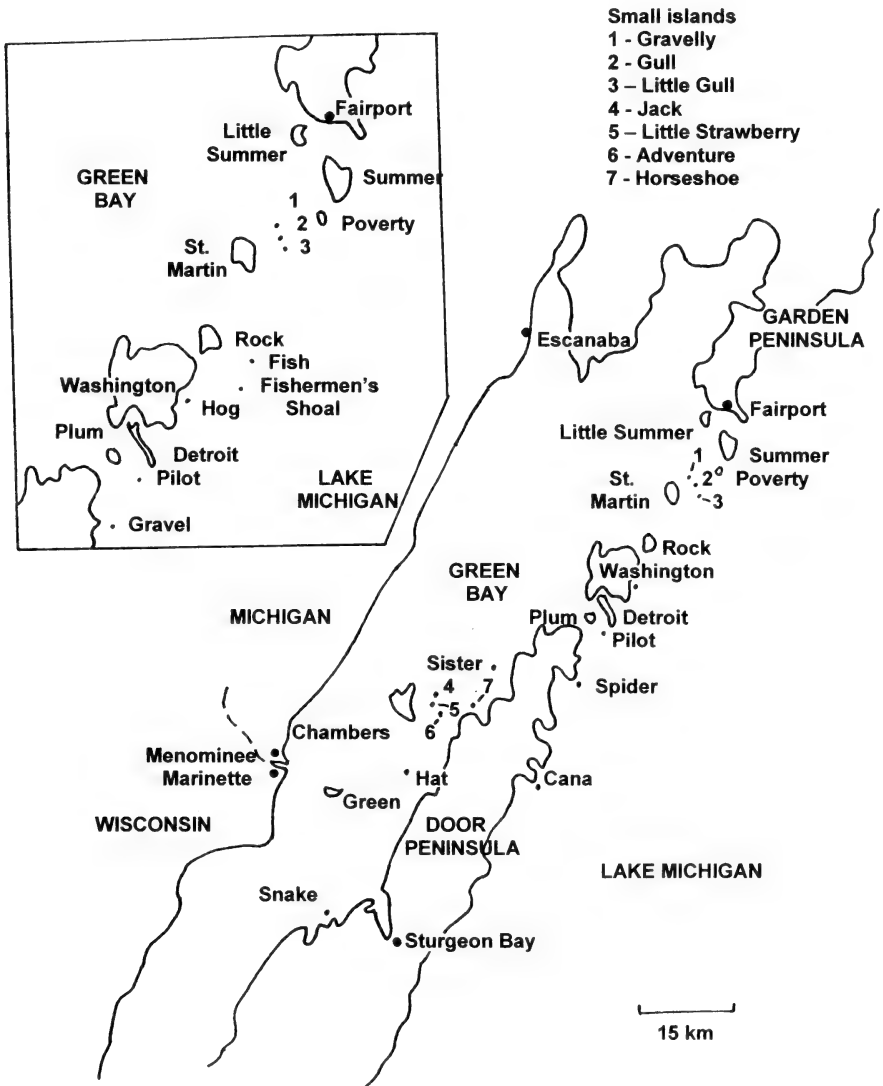 Small islands
1 - Gravelly
2 - Gull
3 – Little Gull
4 - Jack
5 – Little Strawberry
6 - Adventure
7 - Horseshoe
Fairport
Little
Summer
GREEN
BAY
Summer
1
2
Poverty
3
St.
Martin
Rock
Fish
Washington
Fishermen's
Shoal
Hog
Plum
Detroit
Pilot
LAKE
MICHIGAN
Gravel
Escanaba
GARDEN
PENINSULA
Fairport
Little Summer
1
Summer
2
Poverty
St.
Martin
3
Rock
Washington
GREEN
BAY
MICHIGAN
Plum
Detroit
Pilot
Sister
4
7
5
6
Spider
Chambers
Menominee
Marinette
Hat
Cana
Green
WISCONSIN
DOOR
PENINSULA
LAKE MICHIGAN
Snake
Sturgeon Bay
15 km